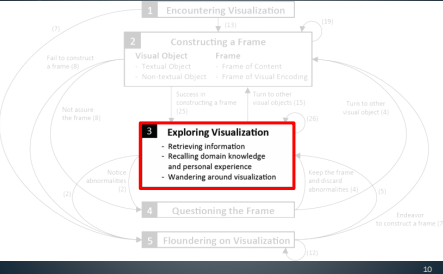 1 Encountering Visualization
(13)
(19)
(3)
2 Constructing a Frame
Visual Object Frame
- Textual Object - Frame of Content
- Non-textual Object - Frame of Visual Encoding
Fail to construct
a frame (8)
Not assure
the frame (8)
Success in
constructing a frame
(25)
Turn to other
visual objects (25)
Turn to other
visual object (4)
3 Exploring Visualization
- Retrieving information
- Recalling domain knowledge
and personal experience
- Wandering around visualization
(26)
Notice
abnormalities
(2)
Keep the frame
and discard
abnormalities (4)
(5)
4 Questioning the Frame
Endeavor
to construct a frame (7
5 Floundering on Visualization
10